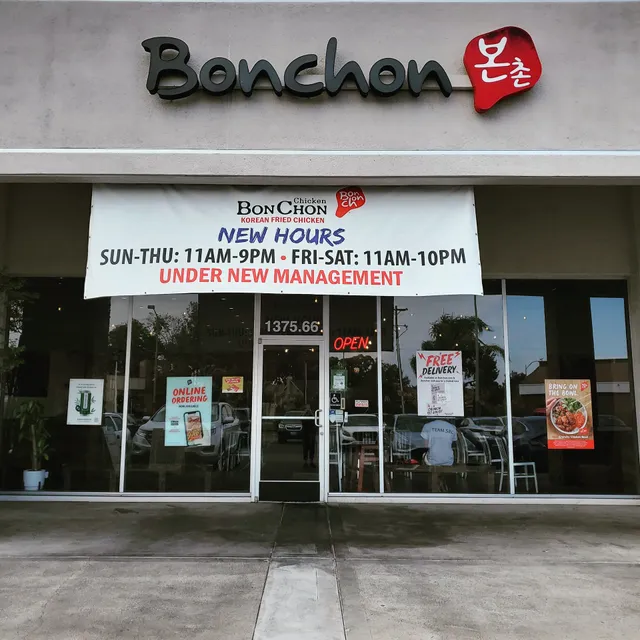 Bonchon
본촌
Chicken
BONCHON
Bon
chon
KOREAN FRIED CHICKEN
NEW HOURS
SUN-THU: 11AM-9PM • FRI-SAT: 11AM-10PM
UNDER NEW MANAGEMENT
1375.66
OPEN
ONLINE
ORDERING
FREE
DELIVERY
BRING ON
THE BOWL